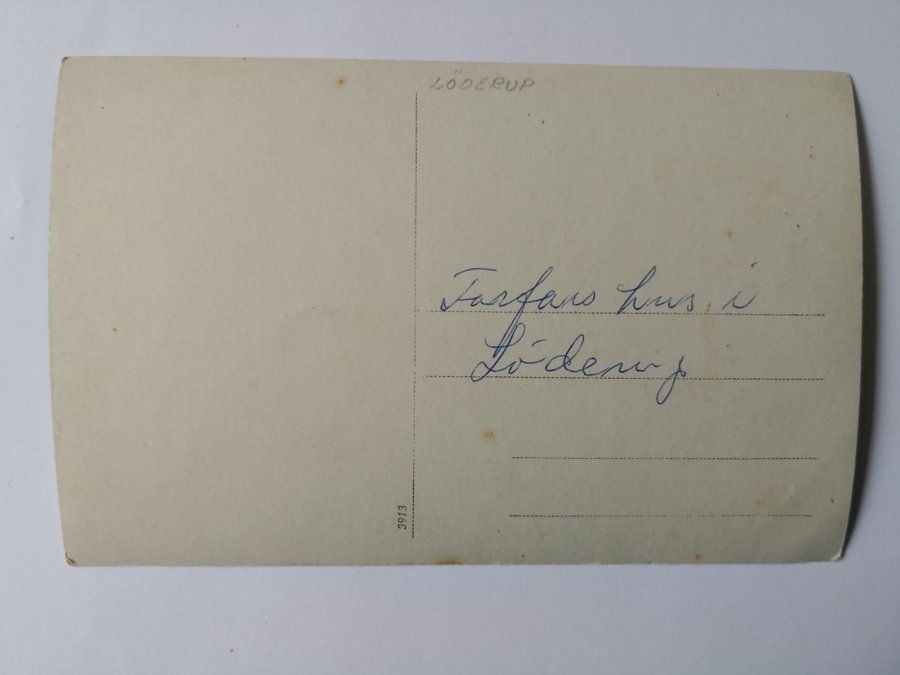 LÖDERUP
Farfars hus i
Löderup
3913